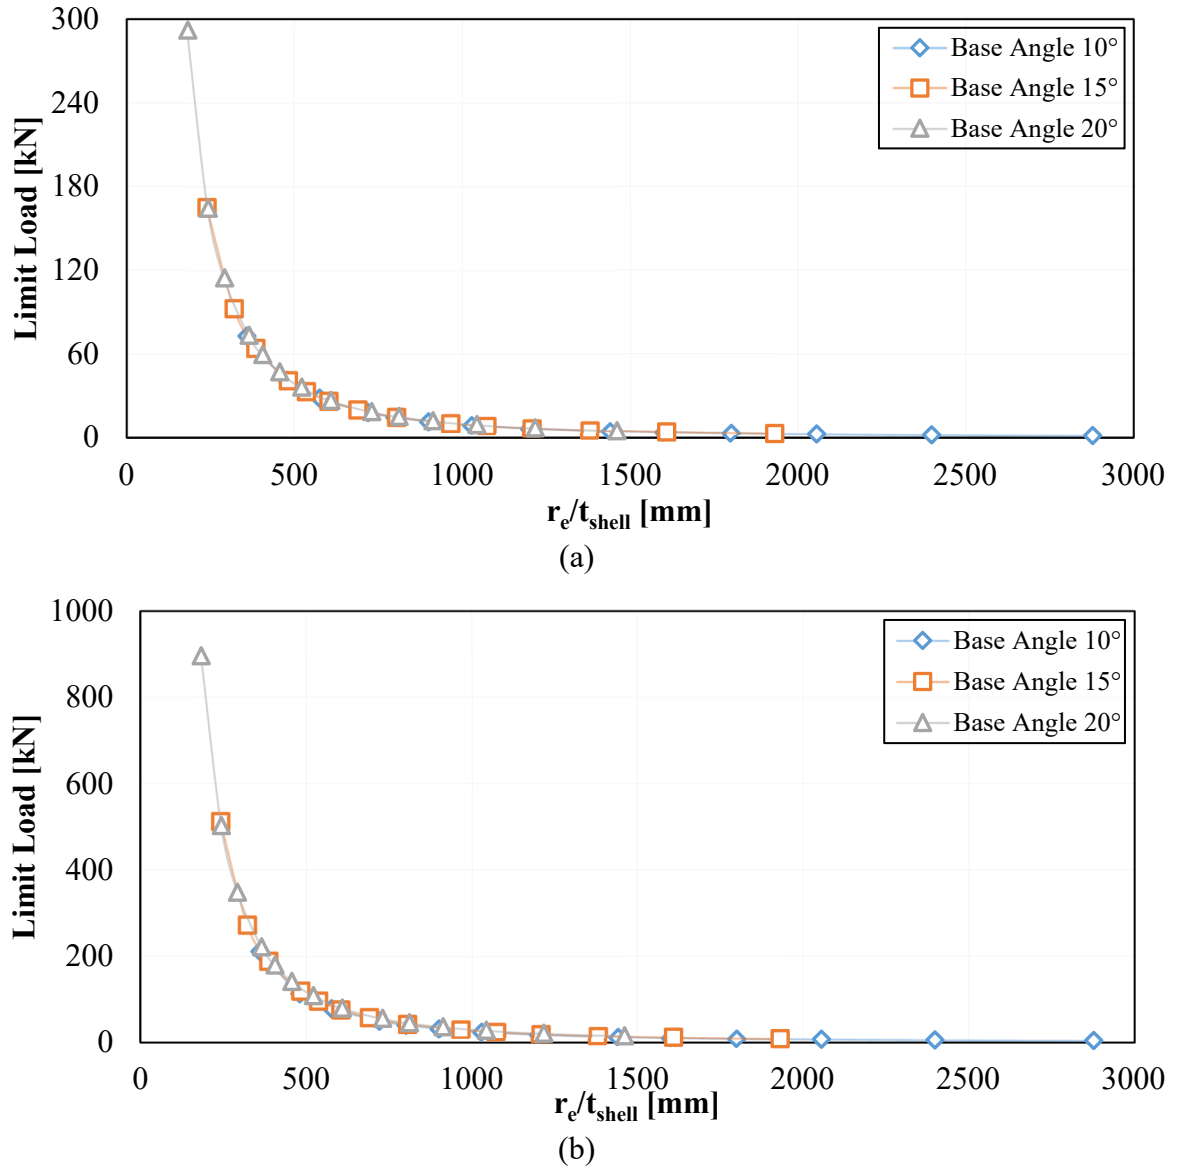 300
240
180
120
60
0
Limit Load [kN]
Base Angle 10°
Base Angle 15°
Base Angle 20°
0 500 1000 1500 2000 2500 3000
re/tshell [mm]
(a)
1000
800
600
400
200
0
Limit Load [kN]
Base Angle 10°
Base Angle 15°
Base Angle 20°
0 500 1000 1500 2000 2500 3000
re/tshell [mm]
(b)